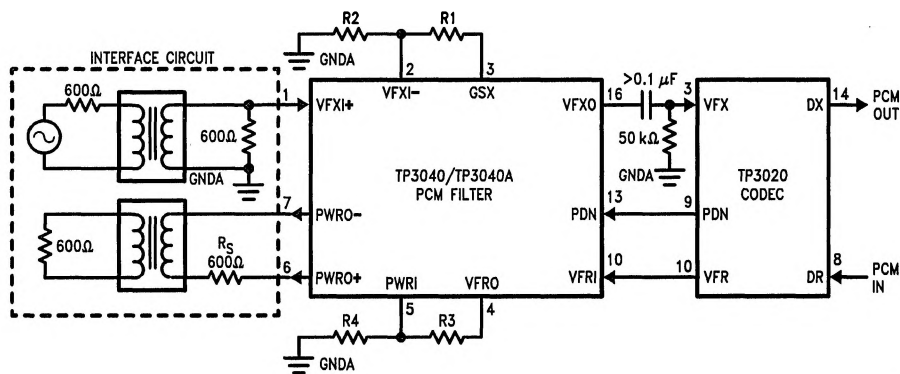 R2
R1
INTERFACE CIRCUIT
GNDA
2
3
>0.1 μF
600Ω
1
VFXI+
VFXI-
GSX
VFXO
16
3
VFX
DX
14
PCM
OUT
600Ω
50 kΩ
GNDA
GNDA
TP3040/TP3040A
PCM FILTER
TP3020
CODEC
7
PWRO-
PDN
13
9
PDN
600Ω
RS
600Ω
6
PWRO+
VFRI
10
10
VFR
DR
8
PCM
IN
PWRI
VFRO
5
4
R4
R3
GNDA